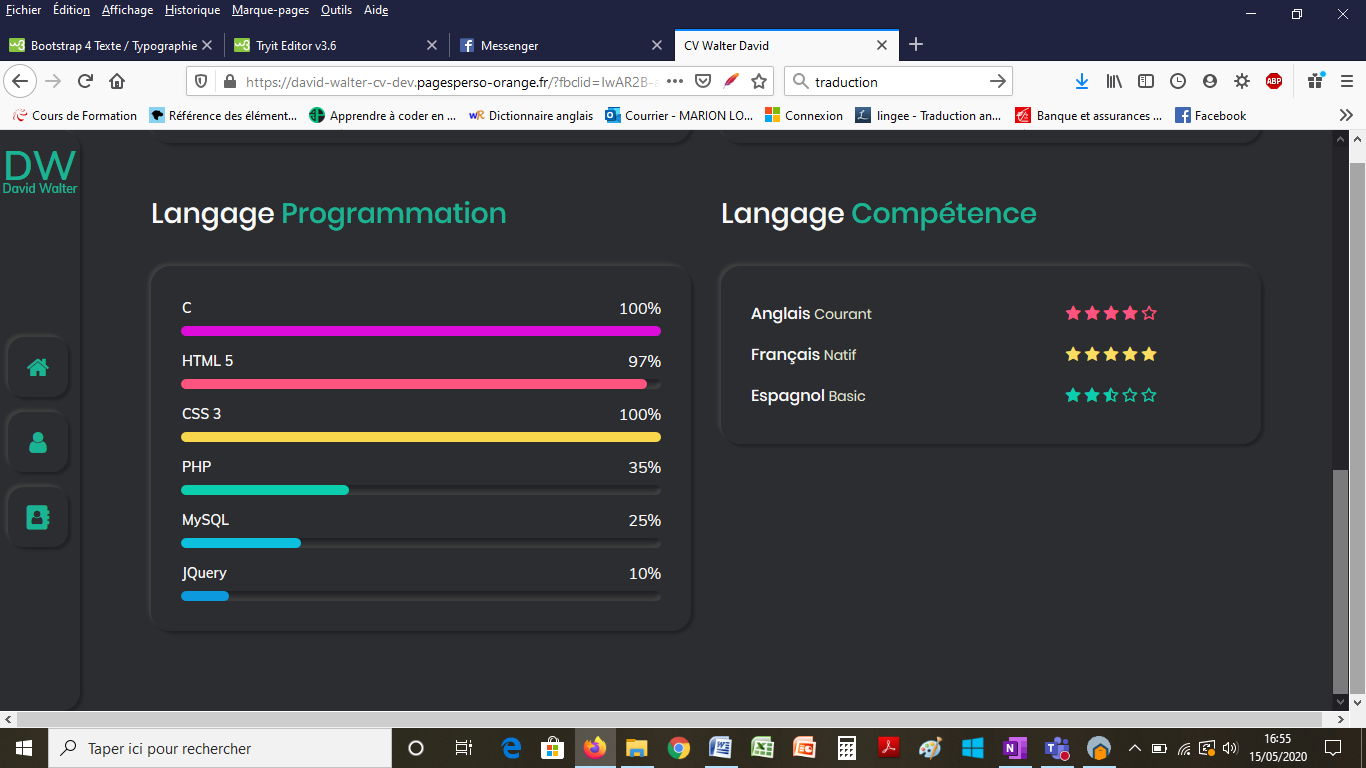 Fichier Édition Affichage Historique Marque-pages Outils Aide
Bootstrap 4 Texte / Typographie
Tryit Editor v3.6
Messenger
CV Walter David
https://david-walter-cv-dev.pagesperso-orange.fr/?fbclid=IwAR2B-
traduction
ABP
Cours de Formation
Référence des élément...
Apprendre à coder en ...
wR Dictionnaire anglais
Courrier - MARION LO...
Connexion
L lingee - Traduction an...
Banque et assurances ...
Facebook
DW
David Walter
Langage Programmation
C 100%
HTML 5 97%
CSS 3 100%
PHP 35%
MySQL 25%
JQuery 10%
Langage Compétence
Anglais Courant
Français Natif
Espagnol Basic
Taper ici pour rechercher
16:55
15/05/2020